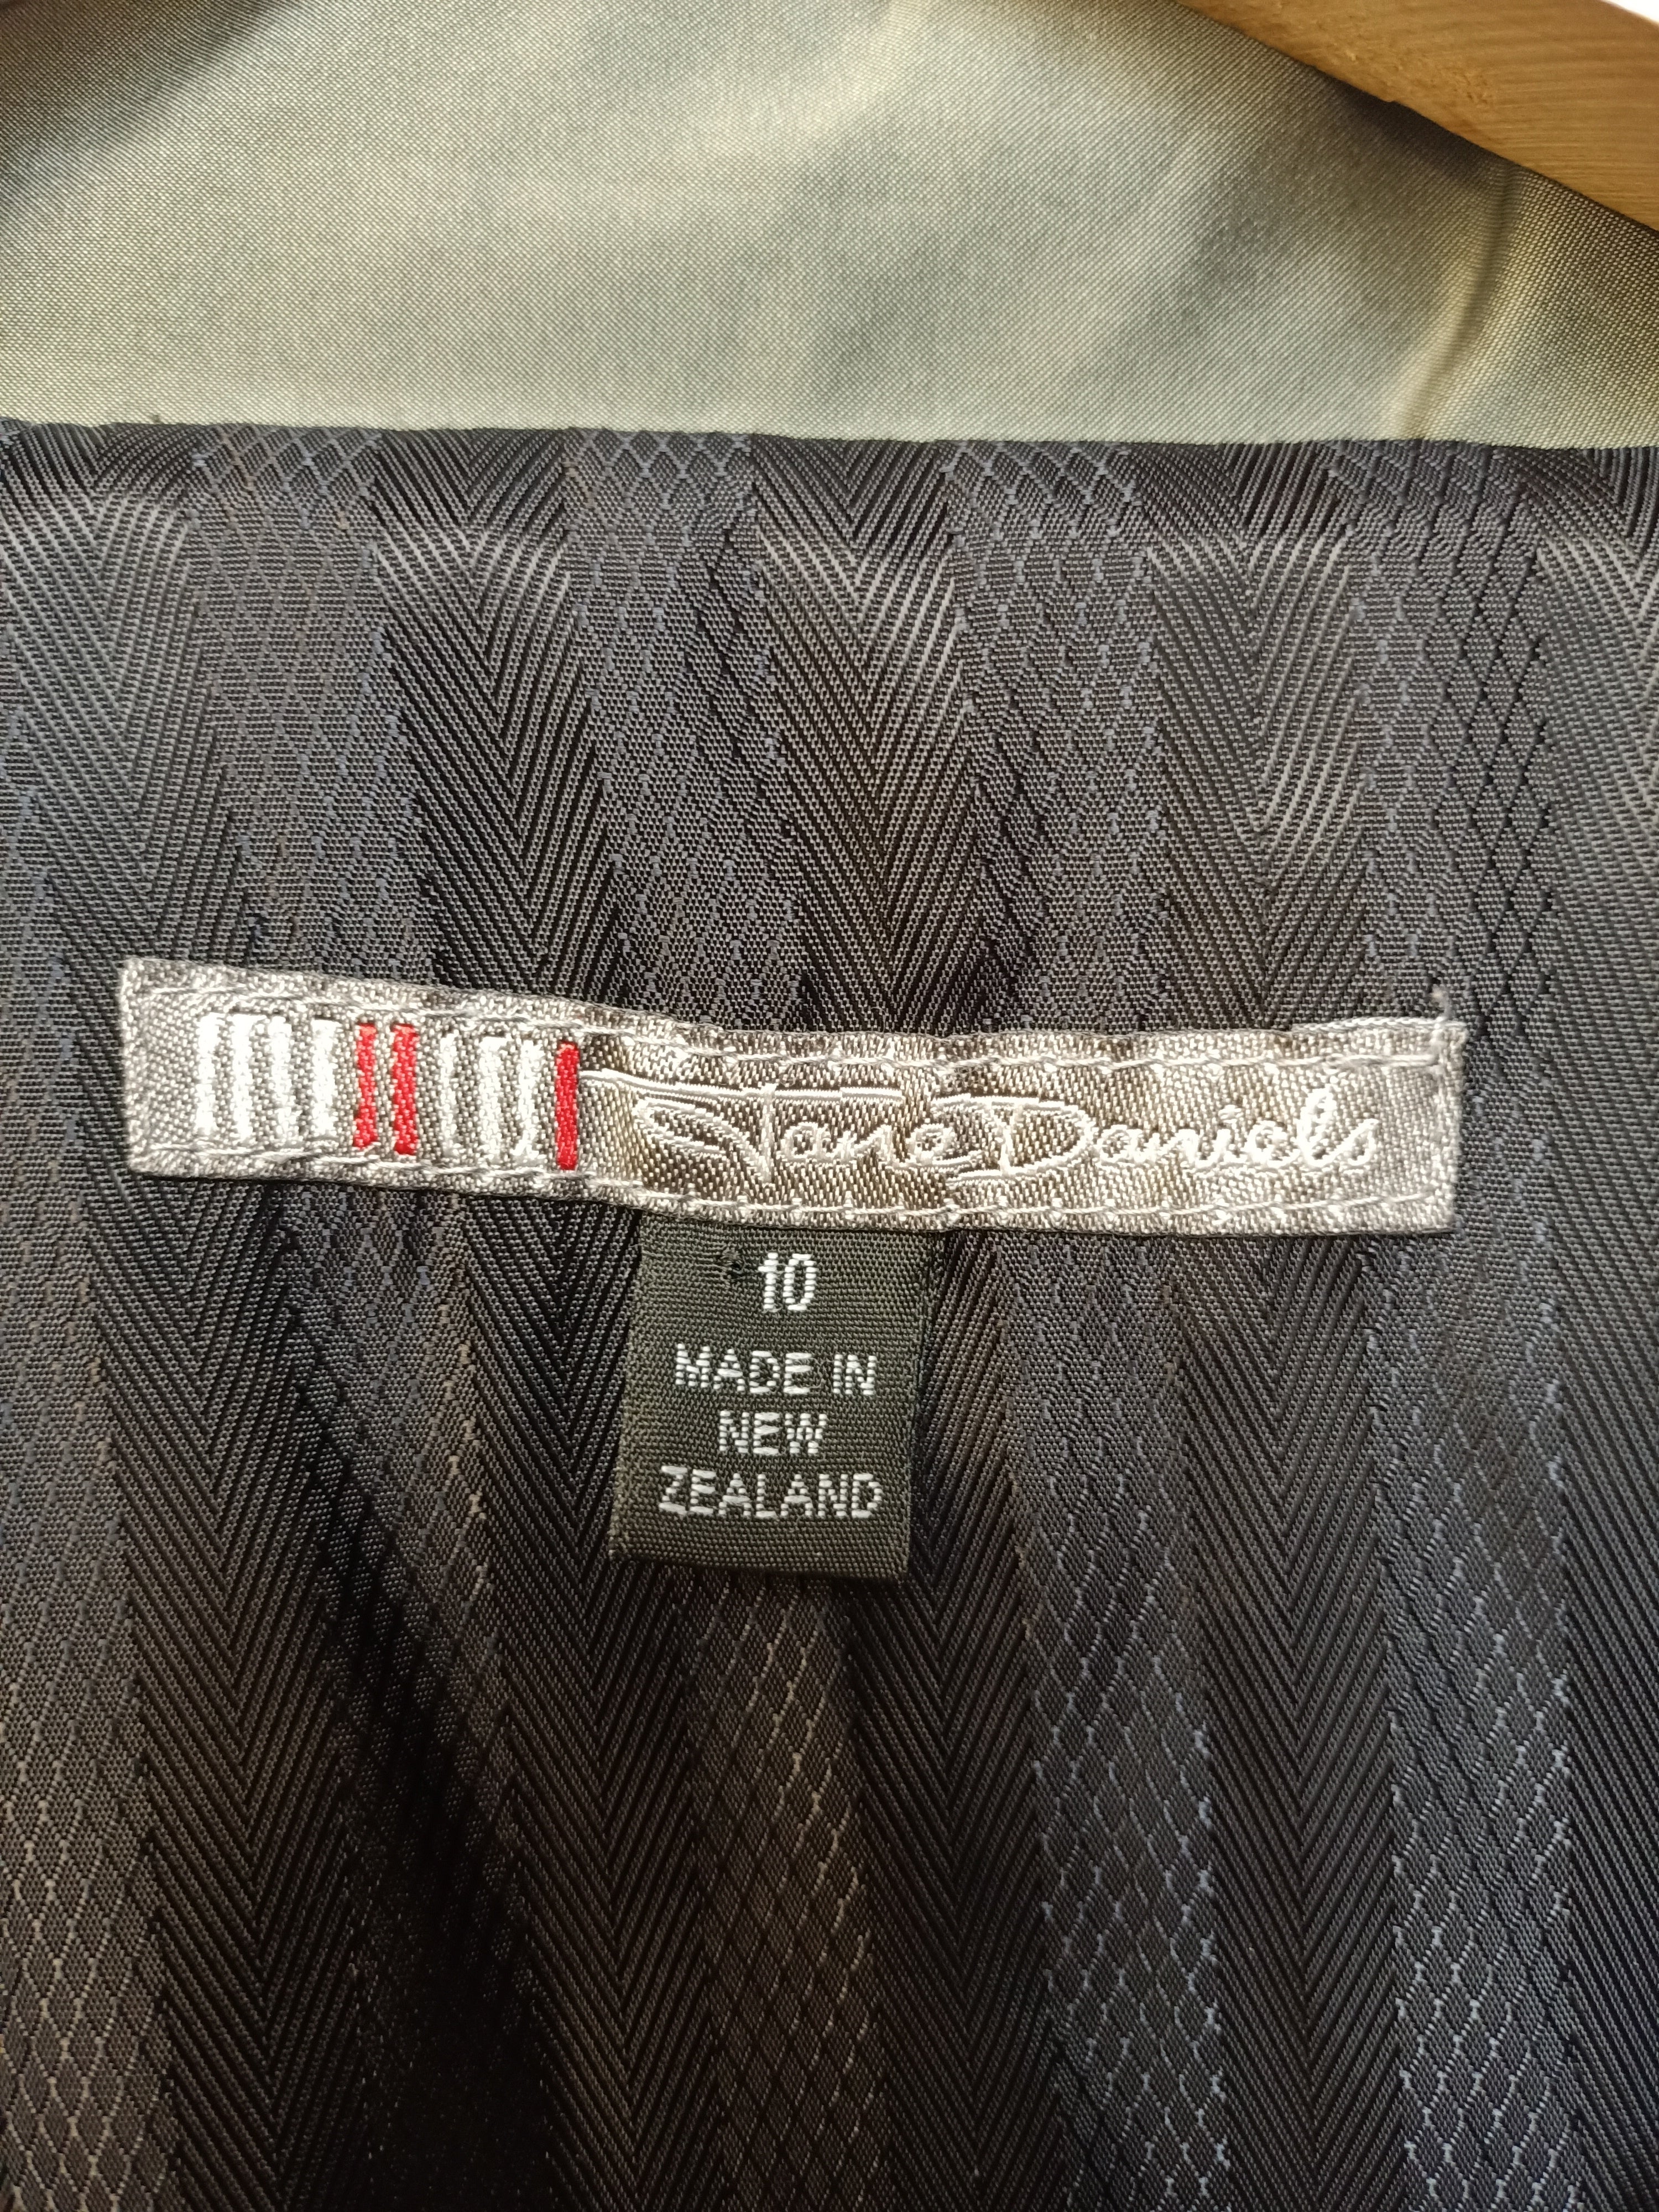 Jane Daniels
10
MADE IN
NEW
ZEALAND